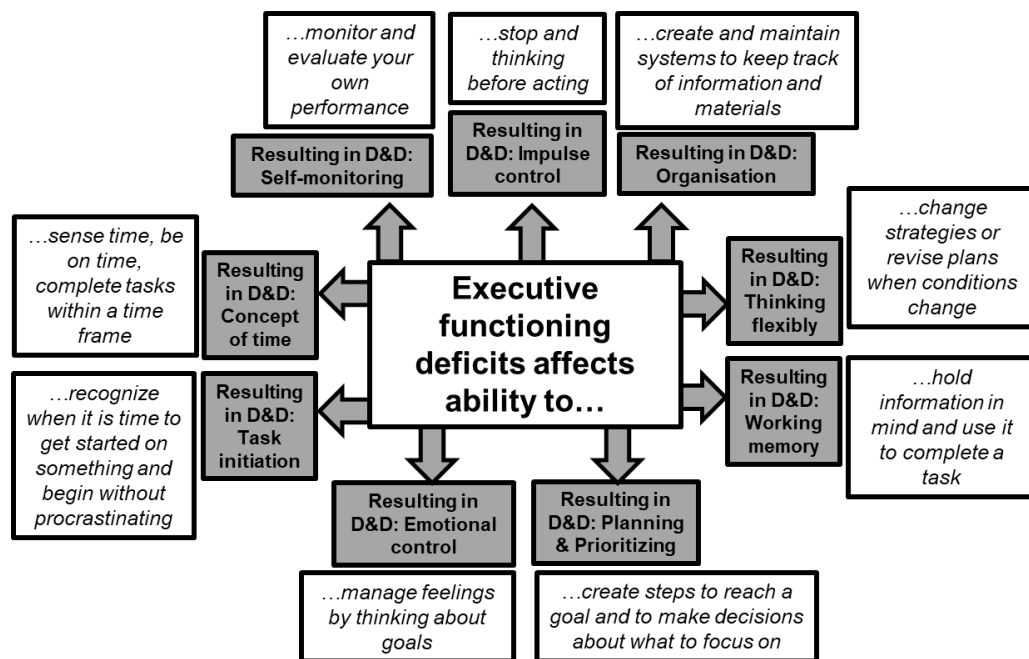 …monitor and
evaluate your
own
performance
…stop and
thinking
before acting
…create and maintain
systems to keep track
of information and
materials
Resulting in D&D:
Self-monitoring
Resulting in
D&D: Impulse
control
Resulting in D&D:
Organisation
…sense time, be
on time,
complete tasks
within a time
frame
Resulting
in D&D:
Concept
of time
Executive
functioning
deficits affects
ability to…
Resulting
in D&D:
Thinking
flexibly
…change
strategies or
revise plans
when conditions
change
…recognize
when it is time to
get started on
something and
begin without
procrastinating
Resulting
in D&D:
Task
initiation
Resulting
in D&D:
Working
memory
…hold
information in
mind and use it
to complete a
task
Resulting in
D&D: Emotional
control
Resulting in
D&D: Planning
& Prioritizing
…manage feelings
by thinking about
goals
…create steps to reach a
goal and to make decisions
about what to focus on